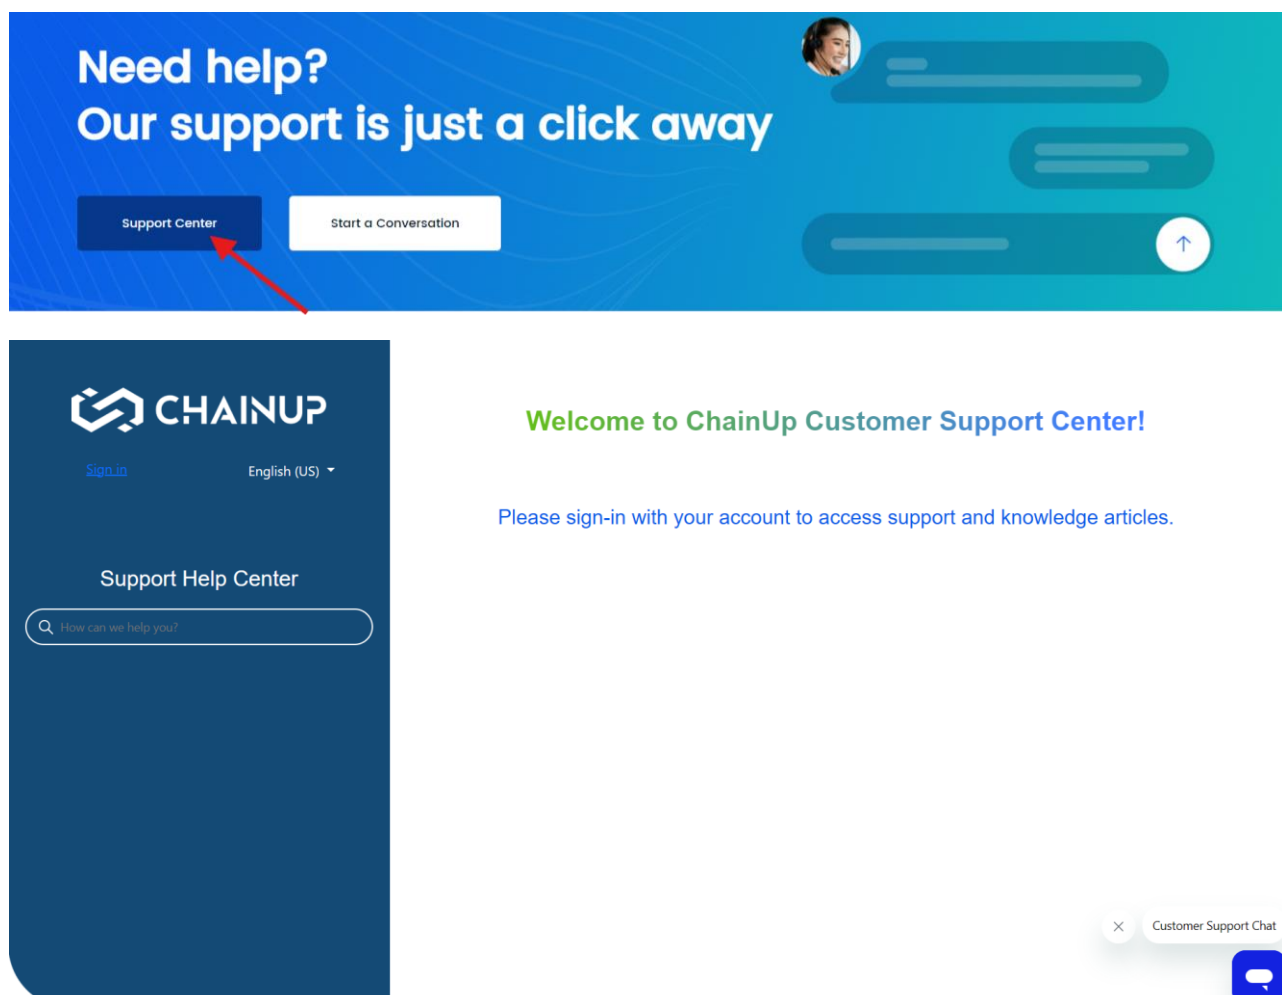 Need help?
Our support is just a click away
Support Center
Start a Conversation
CHAINUP
Sign in
English (US)
Support Help Center
How can we help you?
Welcome to ChainUp Customer Support Center!
Please sign-in with your account to access support and knowledge articles.
Customer Support Chat